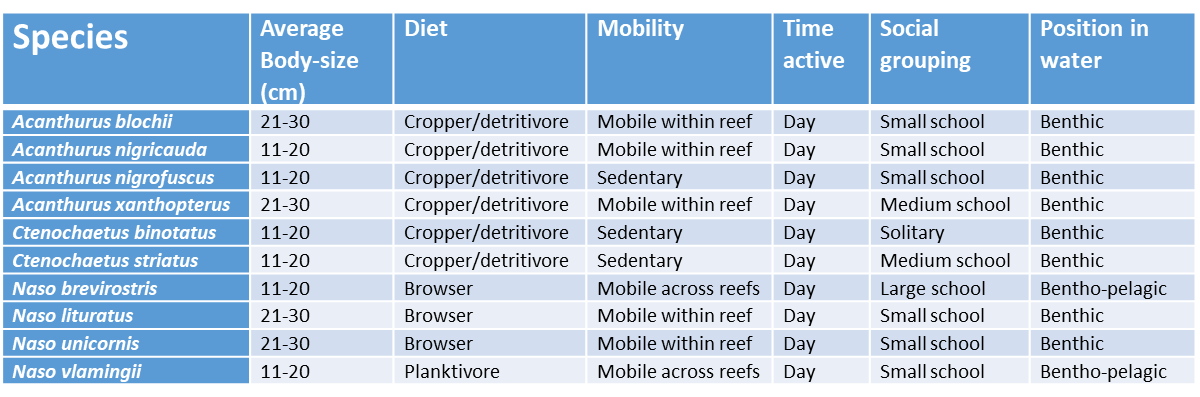 Species Average Body-size (cm) Diet Mobility Time active Social grouping Position in water
Acanthurus blochii 21-30 Cropper/detritivore Mobile within reef Day Small school Benthic
Acanthurus nigricauda 11-20 Cropper/detritivore Mobile within reef Day Small school Benthic
Acanthurus nigrofuscus 11-20 Cropper/detritivore Sedentary Day Small school Benthic
Acanthurus xanthopterus 21-30 Cropper/detritivore Mobile within reef Day Medium school Benthic
Ctenochaetus binotatus 11-20 Cropper/detritivore Sedentary Day Solitary Benthic
Ctenochaetus striatus 11-20 Cropper/detritivore Sedentary Day Medium school Benthic
Naso brevirostris 11-20 Browser Mobile across reefs Day Large school Bentho-pelagic
Naso lituratus 21-30 Browser Mobile within reef Day Small school Benthic
Naso unicornis 21-30 Browser Mobile within reef Day Small school Benthic
Naso vlamingii 11-20 Planktivore Mobile across reefs Day Small school Bentho-pelagic